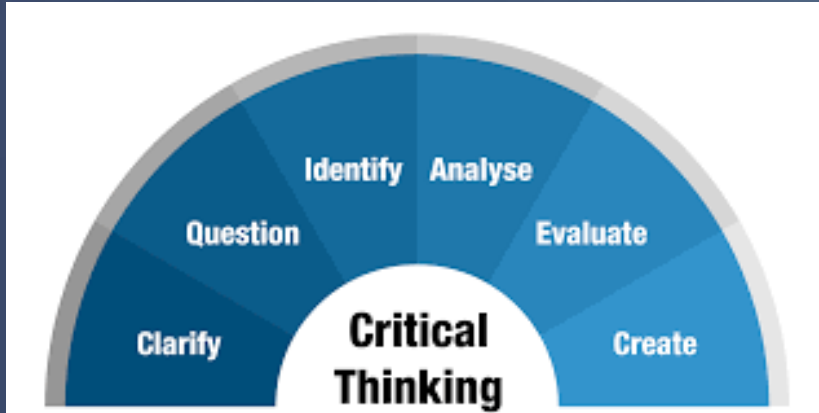 Identify Analyse
Question Evaluate
Clarify Create
Critical
Thinking